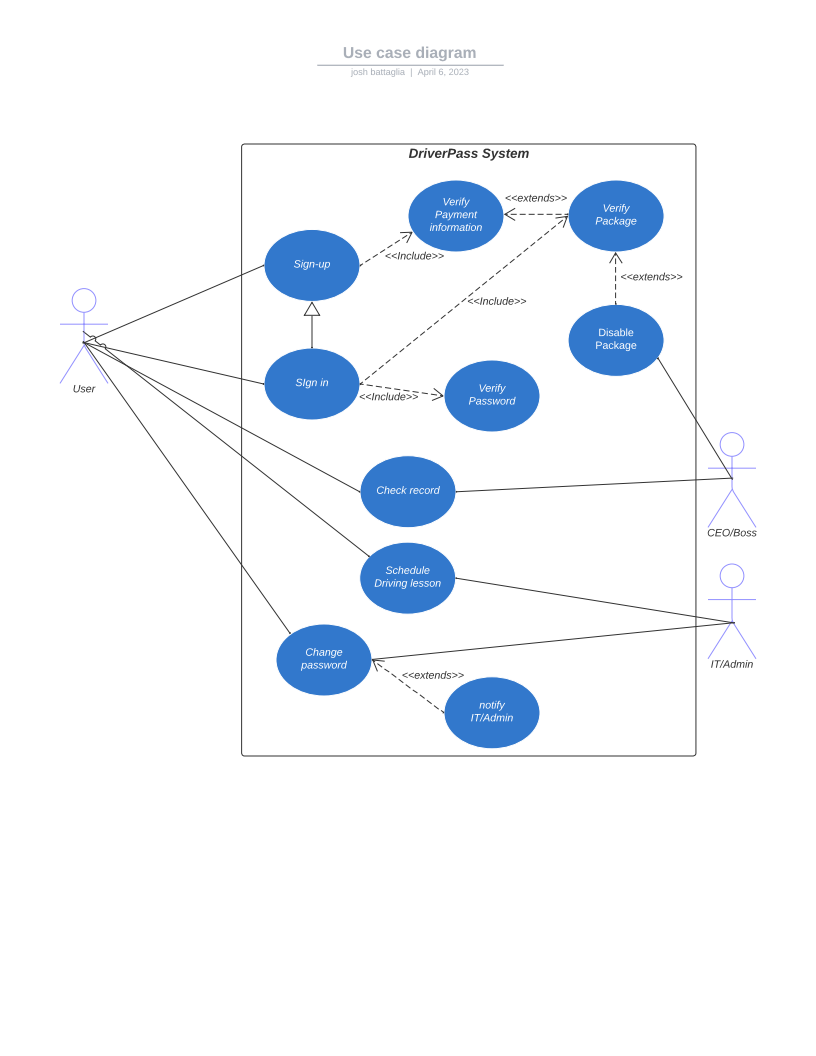 Use case diagram
josh battaglia | April 6, 2023
DriverPass System
Verify
Payment
information
<<extends>>
Verify
Package
Sign-up
<<Include>>
<<extends>>
<<Include>>
Disable
Package
User
SIgn in
<<Include>>
Verify
Password
Check record
CEO/Boss
Schedule
Driving lesson
Change
password
IT/Admin
<<extends>>
notify
IT/Admin